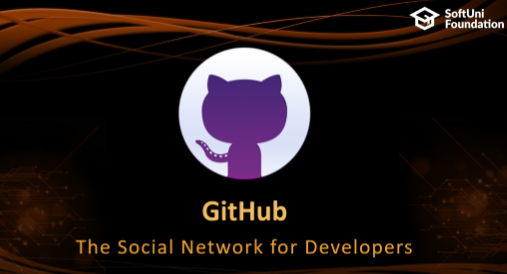 SoftUni
Foundation
GitHub
The Social Network for Developers